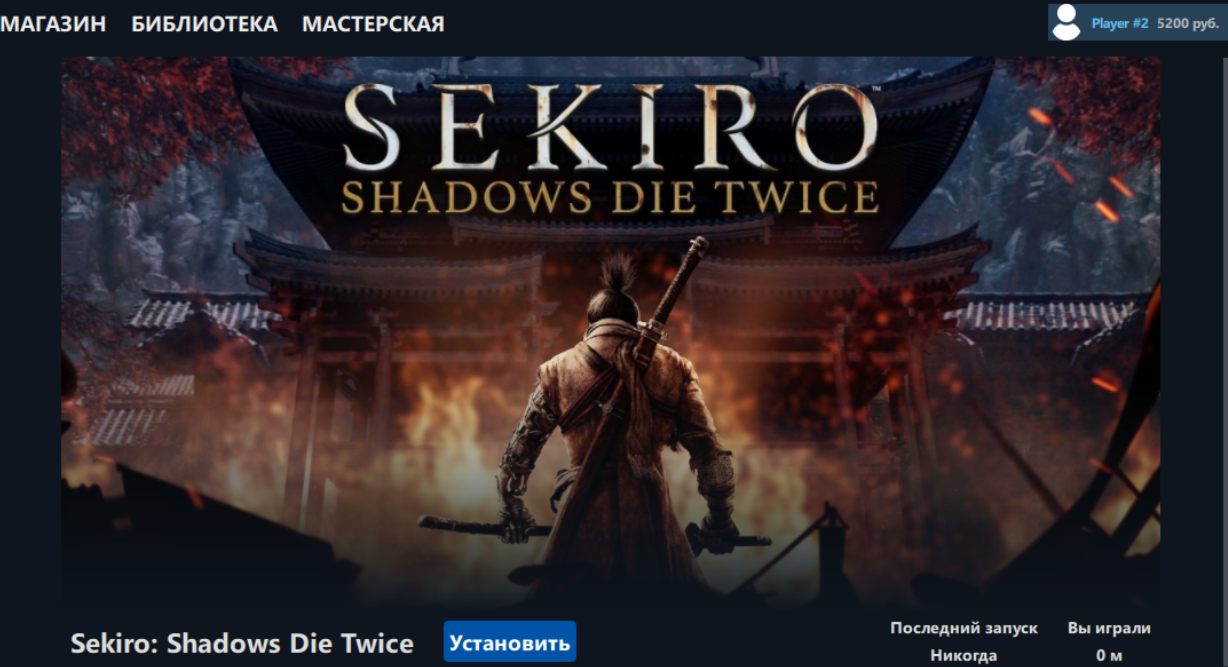 МАГАЗИН БИБЛИОТЕКА МАСТЕРСКАЯ Player #2 5200 руб.
SEKIRO™
SHADOWS DIE TWICE
Sekiro: Shadows Die Twice Установить
Последний запуск Вы играли
Никогда 0 м